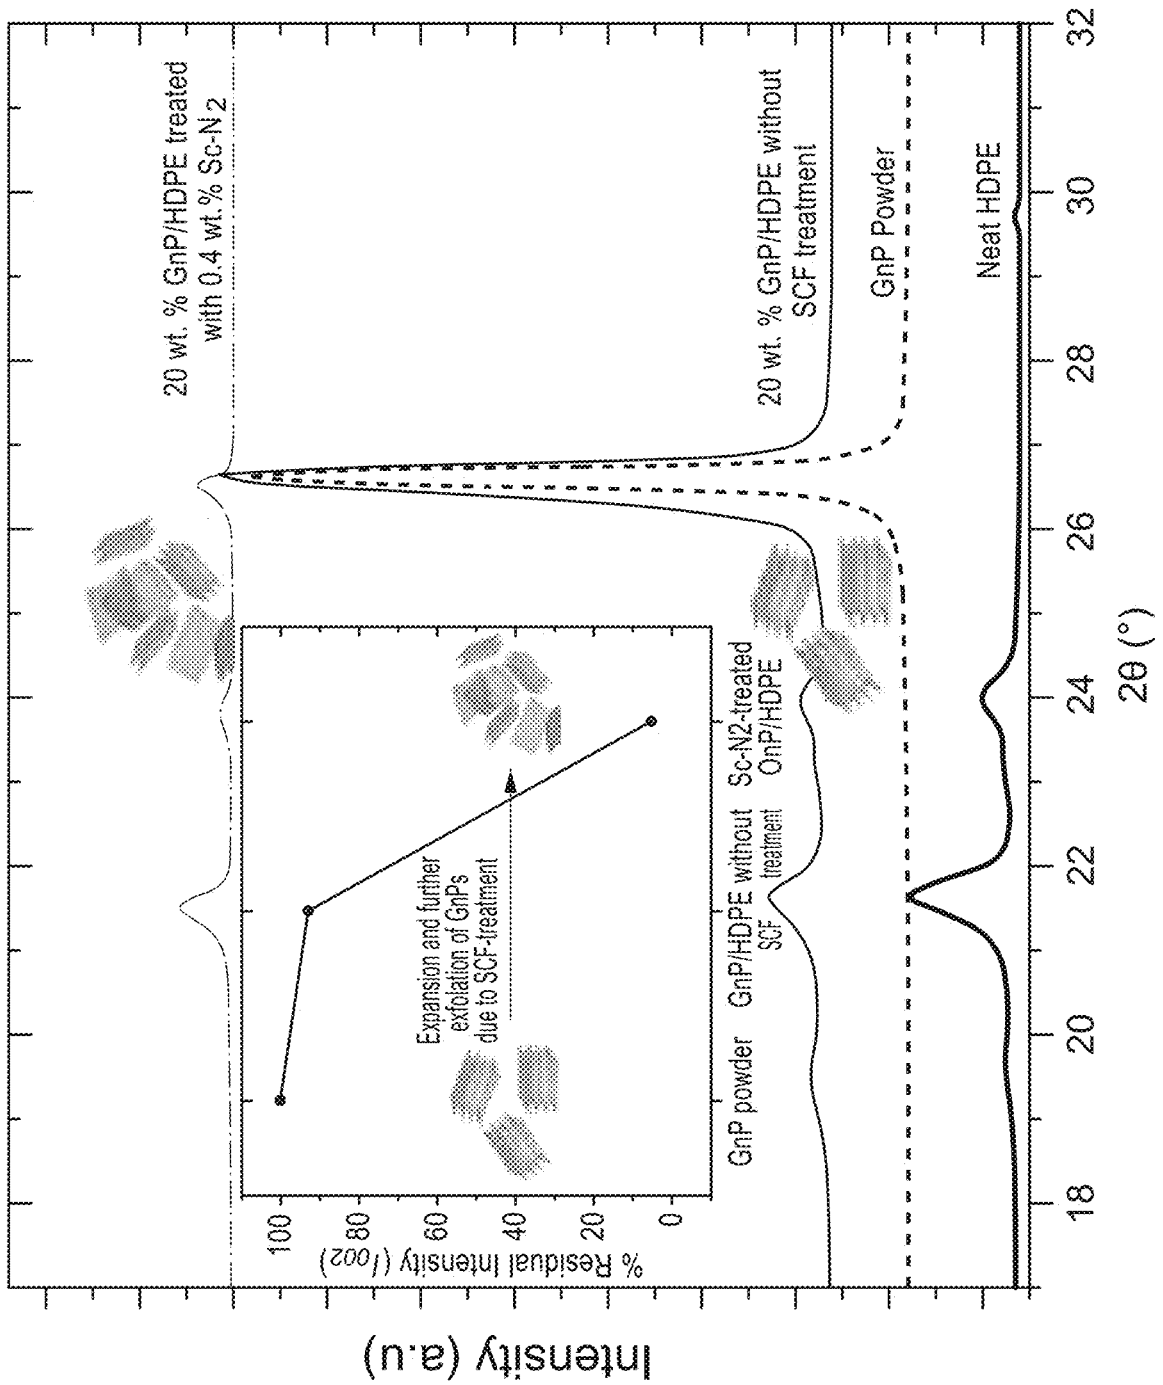 Intensity (a.u)
20 wt. % GnP/HDPE treated
with 0.4 wt.% Sc-N2
20 wt. % GnP/HDPE without
SCF treatment
GnP Powder
Neat HDPE
% Residual Intensity (I002)
100
80
60
40
20
0
Expansion and further
exfolation of GnPs
due to SCF-treatment
GnP powder
GnP/HDPE without
SCF treatment
Sc-N2-treated
OnP/HDPE
18
20
22
24
26
28
30
32
2θ (°)